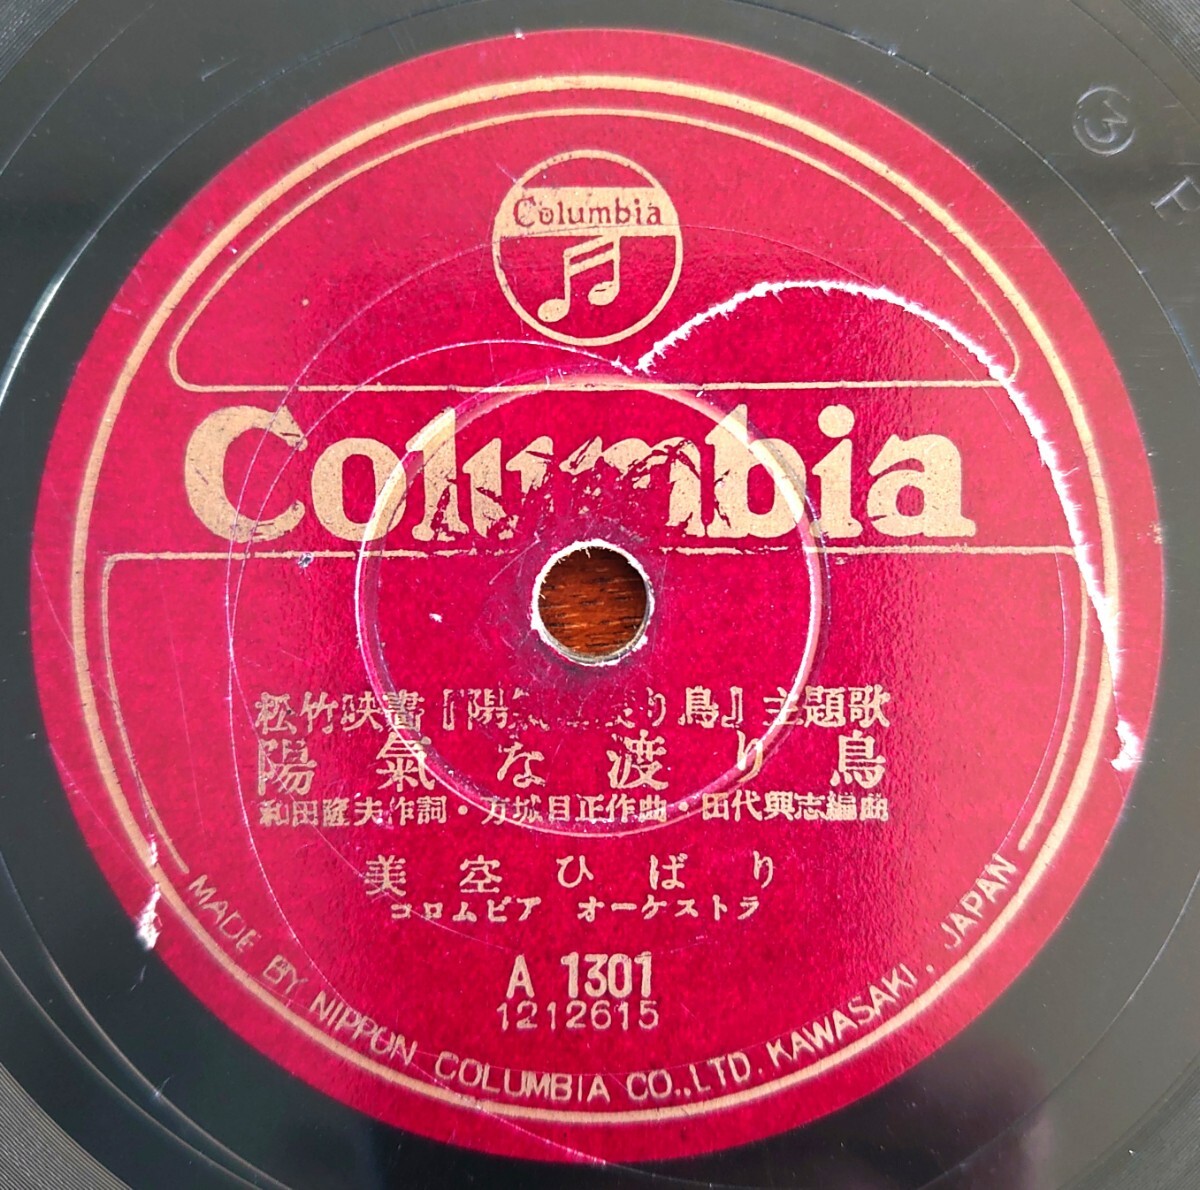 Columbia
Columbia
松竹映畫『陽気な渡り鳥』主題歌
陽氣な渡り鳥
和田隆夫作詞・万城目正作曲・田代與志編曲
美空ひばり
コロムビア オーケストラ
A 1301
1212615
MADE BY NIPPON COLUMBIA CO., LTD. KAWASAKI, JAPAN
3